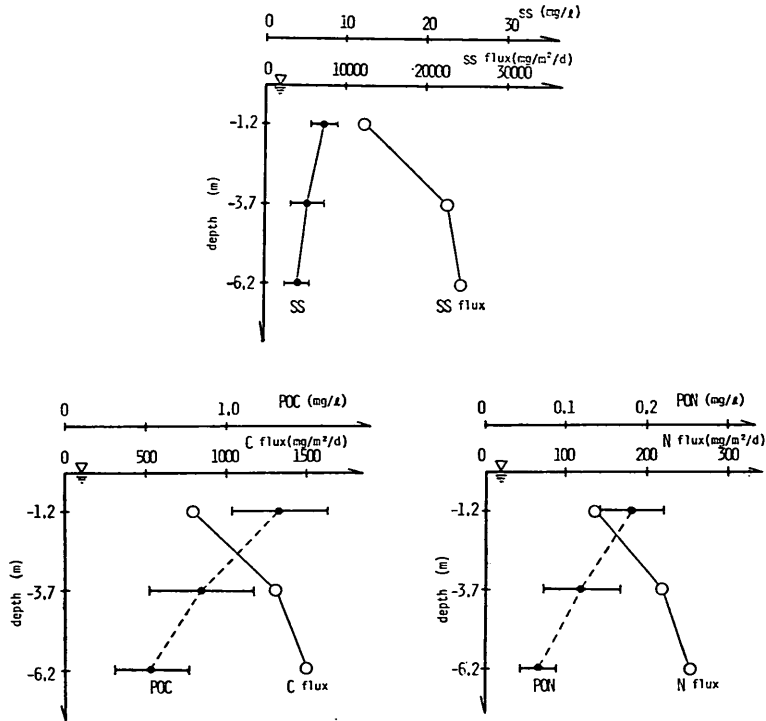 SS (mg/ℓ)
0 10 20 30
SS flux(mg/m²/d)
0 10000 20000 30000
-1.2
-3.7
-6.2
depth (m)
SS
SS flux
POC (mg/ℓ)
0 1.0
C flux(mg/m²/d)
0 500 1000 1500
-1.2
-3.7
-6.2
depth (m)
POC
C flux
PON (mg/ℓ)
0 0.1 0.2
N flux(mg/m²/d)
0 100 200 300
-1.2
-3.7
-6.2
depth (m)
PON
N flux